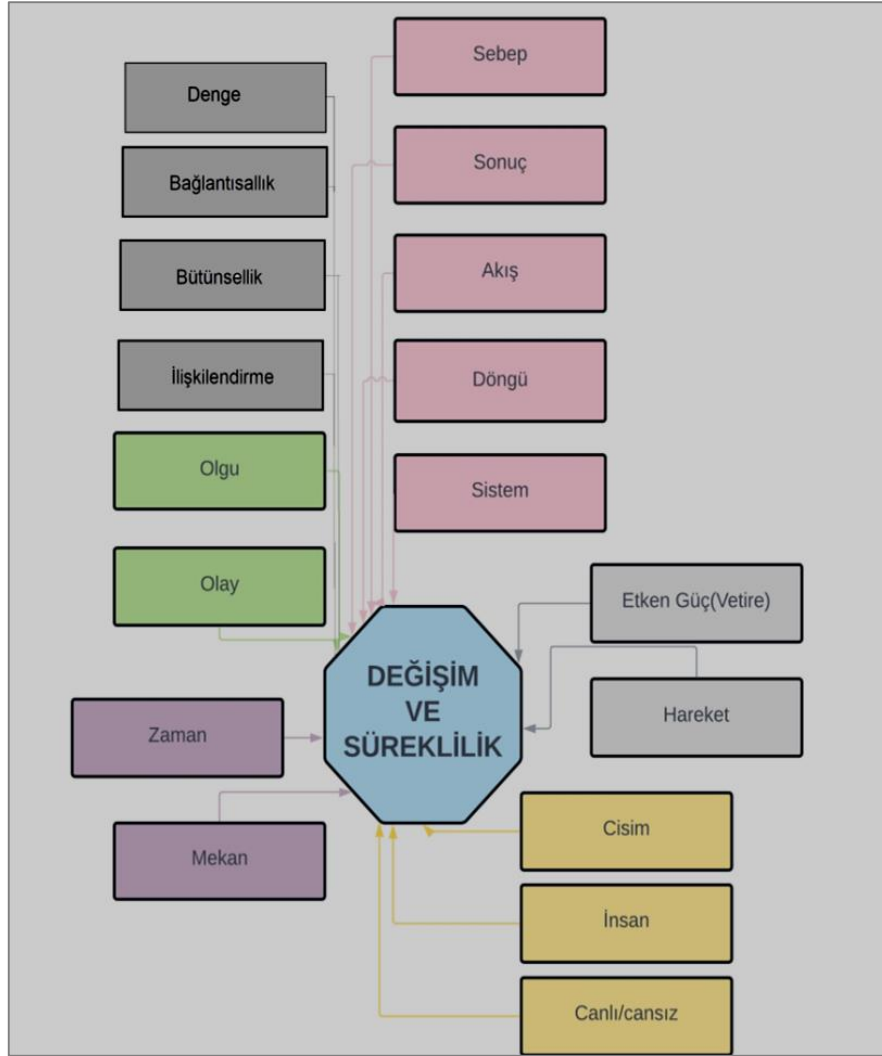 Sebep
Denge
Sonuç
Bağlantısallık
Akış
Bütünsellik
İlişkilendirme
Döngü
Olgu
Sistem
Olay
Etken Güç(Vetire)
DEĞİŞİM
VE
SÜREKLİLİK
Zaman
Hareket
Mekan
Cisim
İnsan
Canlı/cansız